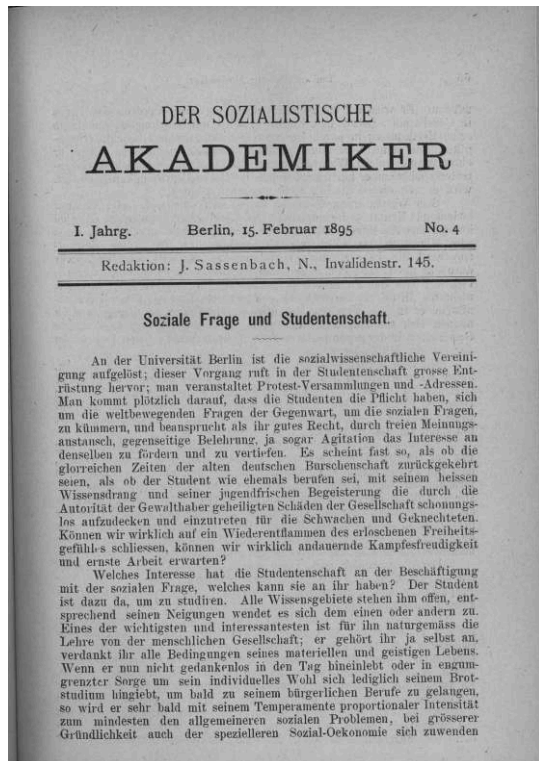 DER SOZIALISTISCHE
AKADEMIKER
I. Jahrg.   Berlin, 15. Februar 1895   No. 4
Redaktion: J. Sassenbach, N., Invalidenstr. 145.
Soziale Frage und Studentenschaft.
An der Universität Berlin ist die sozialwissenschaftliche Vereini-
gung aufgelöst; dieser Vorgang ruft in der Studentenschaft grosse Ent-
rüstung hervor; man veranstaltet Protest-Versammlungen und -Adressen.
Man kommt plötzlich darauf, dass die Studenten die Pflicht haben, sich
um die weltbewegenden Fragen der Gegenwart, um die sozialen Fragen,
zu kümmern, und beansprucht als ihr gutes Recht, durch freien Meinungs-
austausch, gegenseitige Belehrung, ja sogar Agitation das Interesse an
denselben zu fördern und zu vertiefen. Es scheint fast so, als ob die
glorreichen Zeiten der alten deutschen Burschenschaft zurückgekehrt
seien, als ob der Student wie ehemals berufen sei, mit seinem heissen
Wissensdrang und seiner jugendfrischen Begeisterung die durch die
Autorität der Gewalthaber geheiligten Schäden der Gesellschaft schonungs-
los aufzudecken und einzutreten für die Schwachen und Geknechteten.
Können wir wirklich auf ein Wiederentflammen des erloschenen Freiheits-
gefühles schliessen, können wir wirklich andauernde Kampfesfreudigkeit
und ernste Arbeit erwarten?
Welches Interesse hat die Studentenschaft an der Beschäftigung
mit der sozialen Frage, welches kann sie an ihr haben? Der Student
ist dazu da, um zu studiren. Alle Wissensgebiete stehen ihm offen, ent-
sprechend seinen Neigungen wendet es sich dem einen oder andern zu.
Eines der wichtigsten und interessantesten ist für ihn naturgemäss die
Lehre von der menschlichen Gesellschaft; er gehört ihr ja selbst an,
verdankt ihr alle Bedingungen seines materiellen und geistigen Lebens.
Wenn er nun nicht gedankenlos in den Tag hineinlebt oder in engum-
grenzter Sorge um sein individuelles Wohl sich lediglich seinem Brot-
studium hingiebt, um bald zu seinem bürgerlichen Berufe zu gelangen,
so wird er sehr bald mit seinem Temperamente proportionaler Intensität
zum mindesten den allgemeineren sozialen Problemen, bei grösserer
Gründlichkeit auch der spezielleren Sozial-Oekonomie sich zuwenden